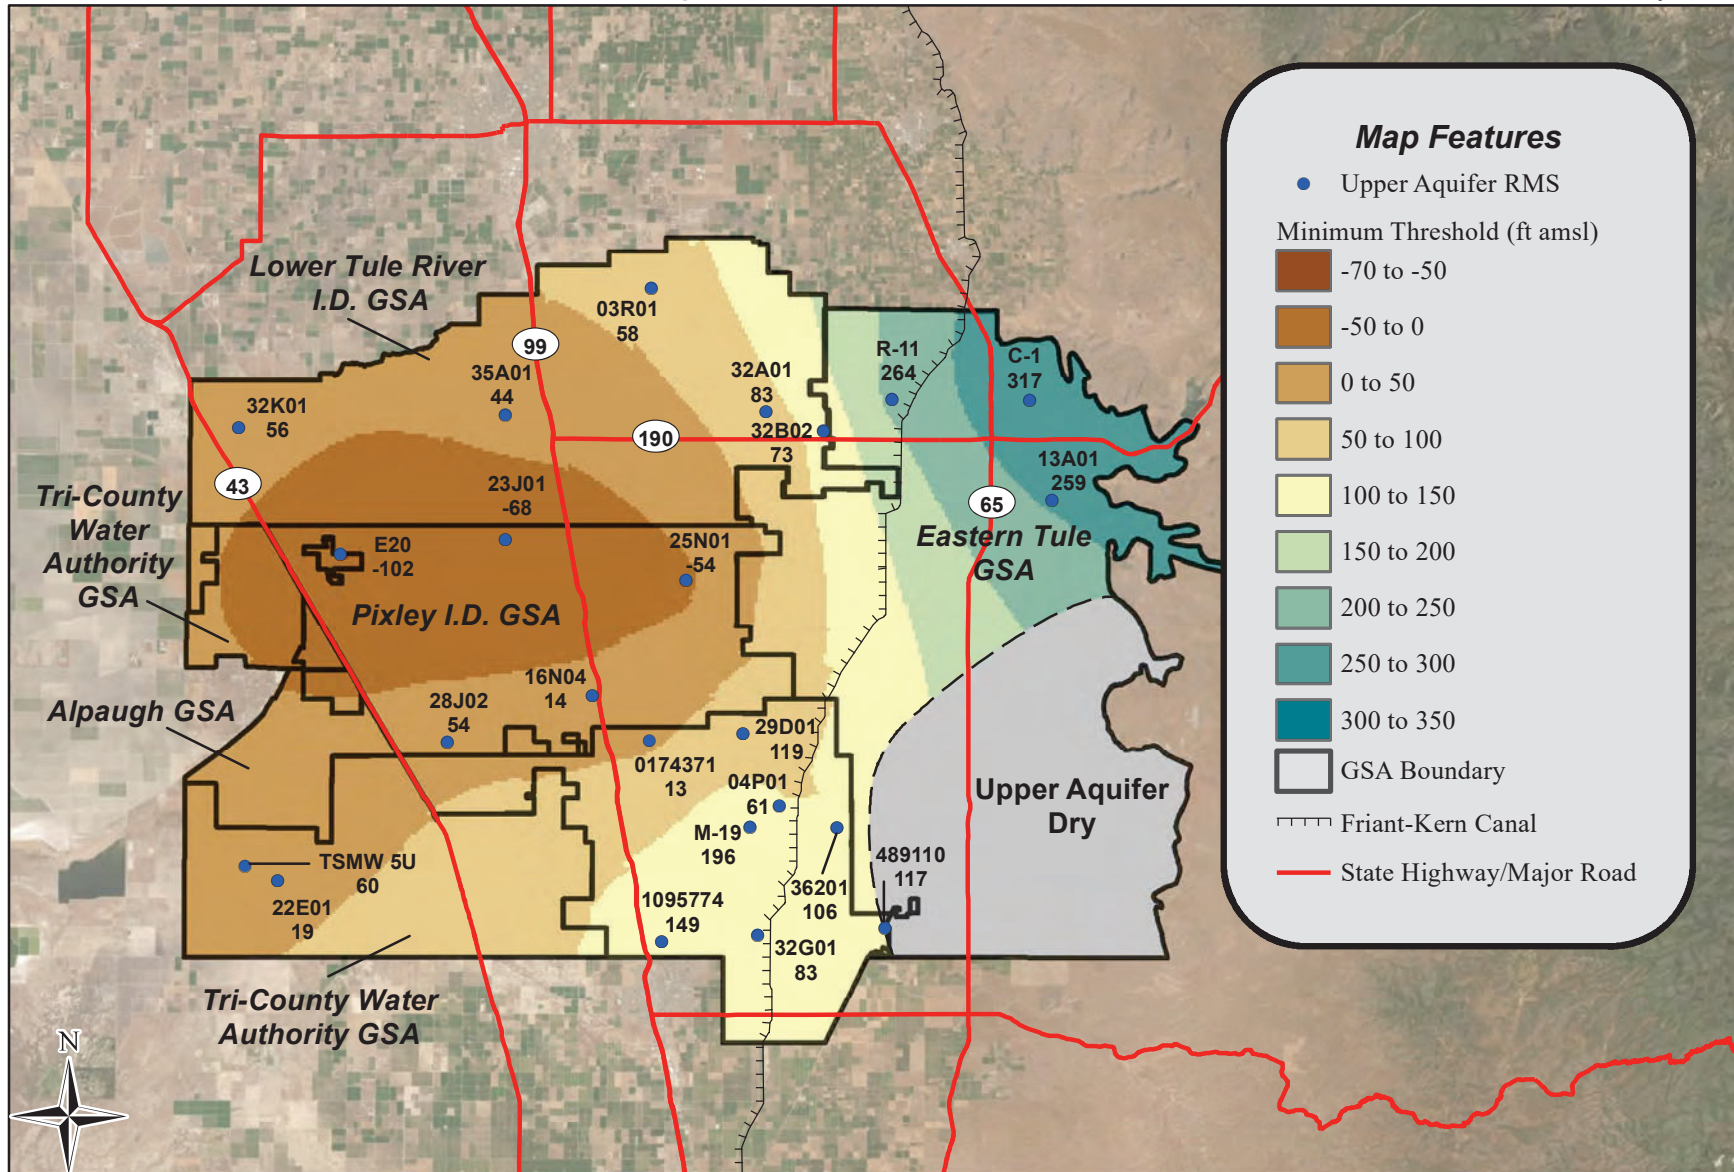 Map Features
Upper Aquifer RMS
Minimum Threshold (ft amsl)
-70 to -50
-50 to 0
0 to 50
50 to 100
100 to 150
150 to 200
200 to 250
250 to 300
300 to 350
GSA Boundary
Friant-Kern Canal
State Highway/Major Road
Lower Tule River
I.D. GSA
03R01
58
99
35A01
44
32A01
83
R-11
264
C-1
317
32K01
56
190
32B02
73
13A01
259
43
23J01
-68
65
Tri-County
Water
Authority
GSA
E20
-102
25N01
-54
Eastern Tule
GSA
Pixley I.D. GSA
16N04
14
Alpaugh GSA
28J02
54
29D01
119
0174371
13
04P01
61
Upper Aquifer
Dry
M-19
196
TSMW 5U
60
22E01
19
36201
106
489110
117
1095774
149
32G01
83
Tri-County Water
Authority GSA
N